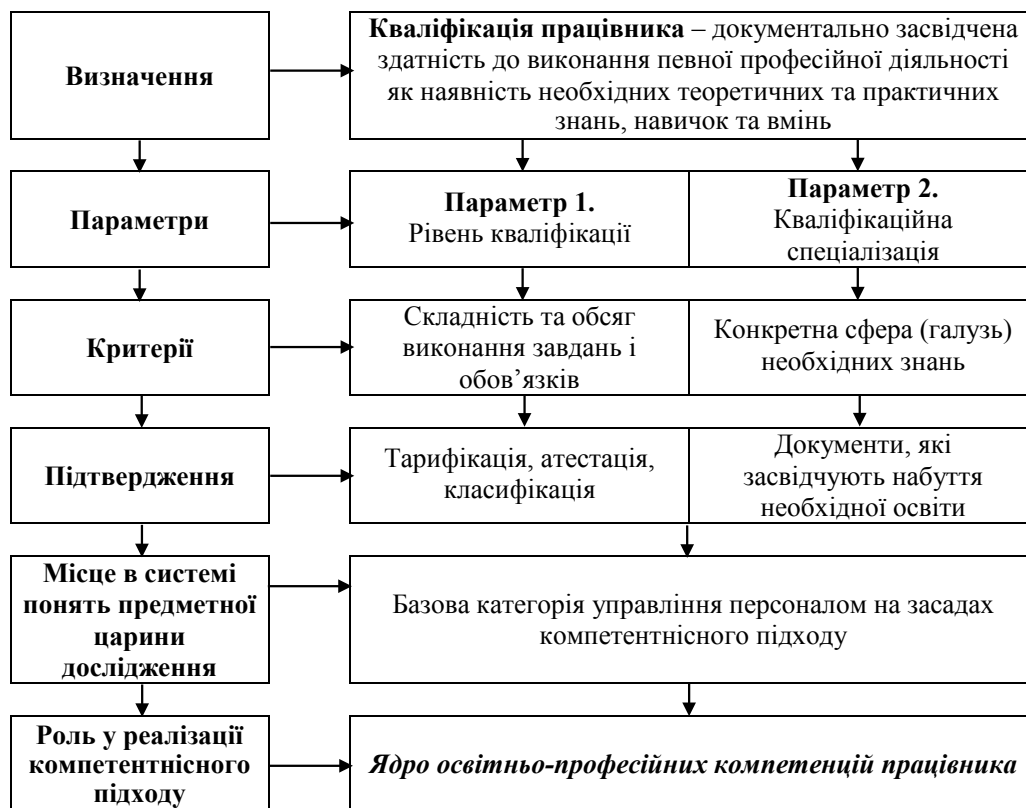 Визначення
Кваліфікація працівника – документально засвідчена
здатність до виконання певної професійної діяльності
як наявність необхідних теоретичних та практичних
знань, навичок та вмінь
Параметри
Параметр 1.
Рівень кваліфікації
Параметр 2.
Кваліфікаційна
спеціалізація
Критерії
Складність та обсяг
виконання завдань і
обов’язків
Конкретна сфера (галузь)
необхідних знань
Підтвердження
Тарифікація, атестація,
класифікація
Документи, які
засвідчують набуття
необхідної освіти
Місце в системі
понять предметної
царини
дослідження
Базова категорія управління персоналом на засадах
компетентнісного підходу
Роль у реалізації
компетентнісного
підходу
Ядро освітньо-професійних компетенцій працівника